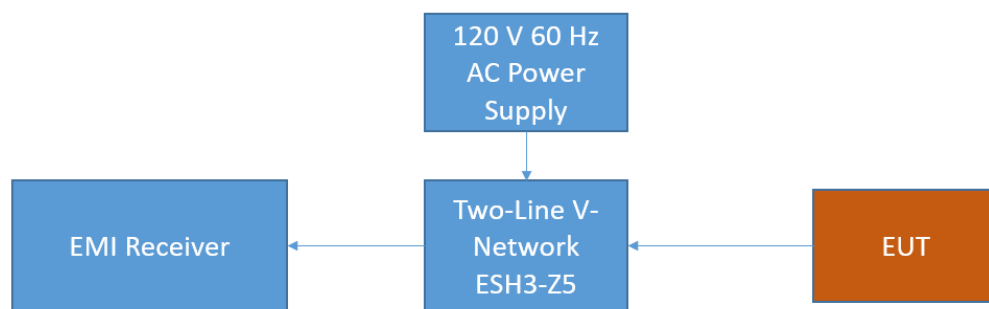 120 V 60 Hz
AC Power
Supply
EMI Receiver
Two-Line V-
Network
ESH3-Z5
EUT